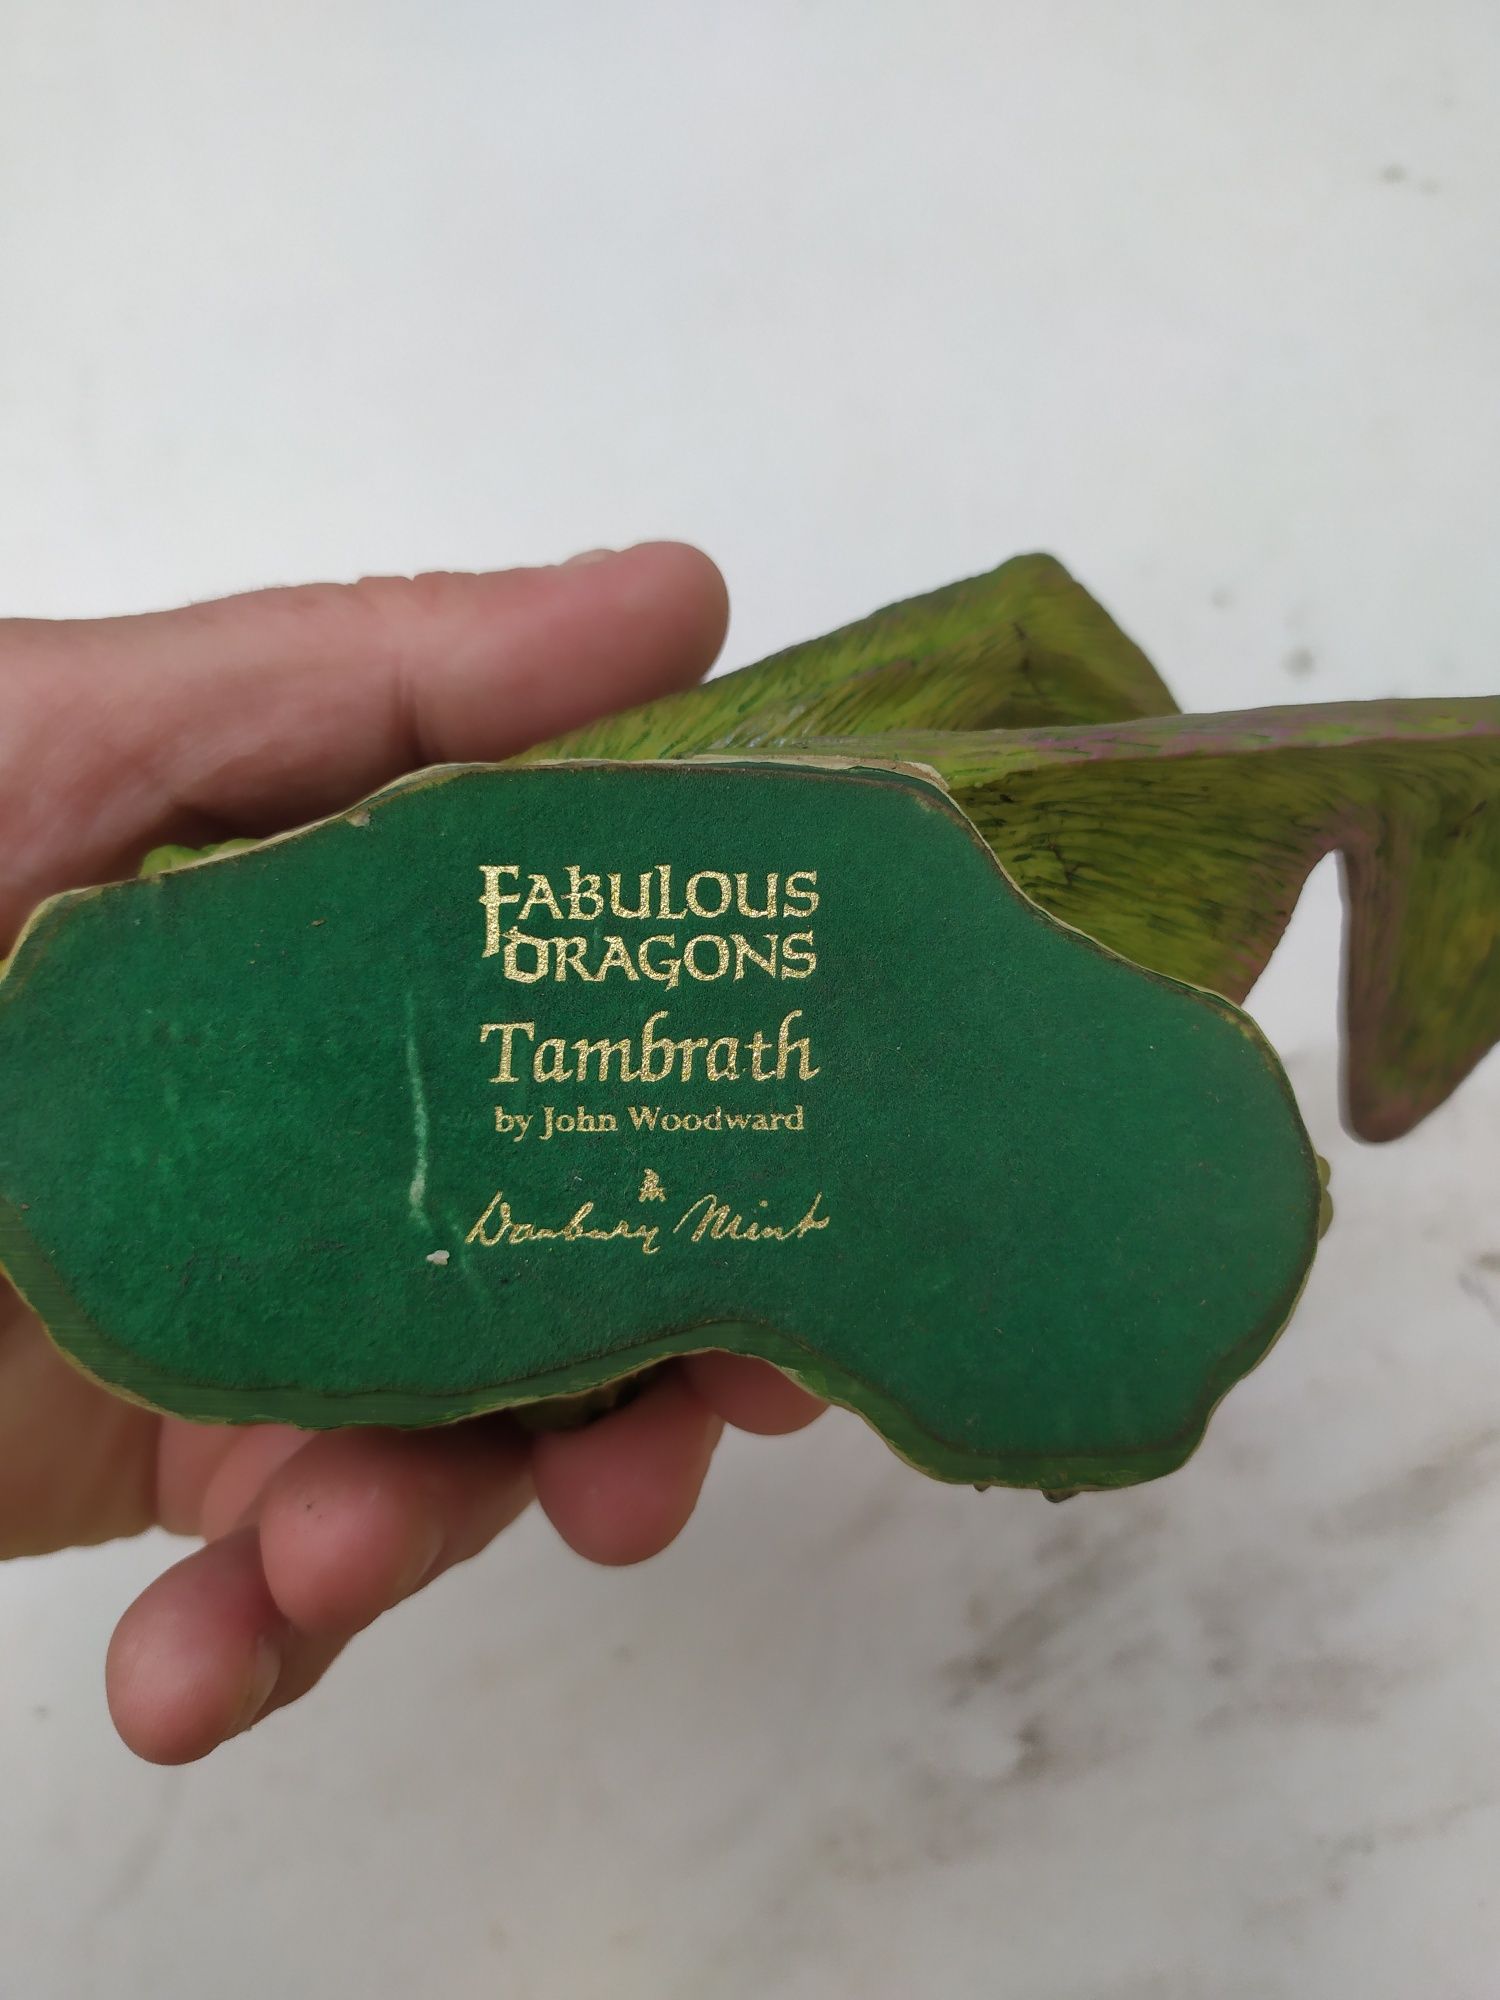 FABULOUS
DRAGONS
Tambrath
by John Woodward
Danbury Mint